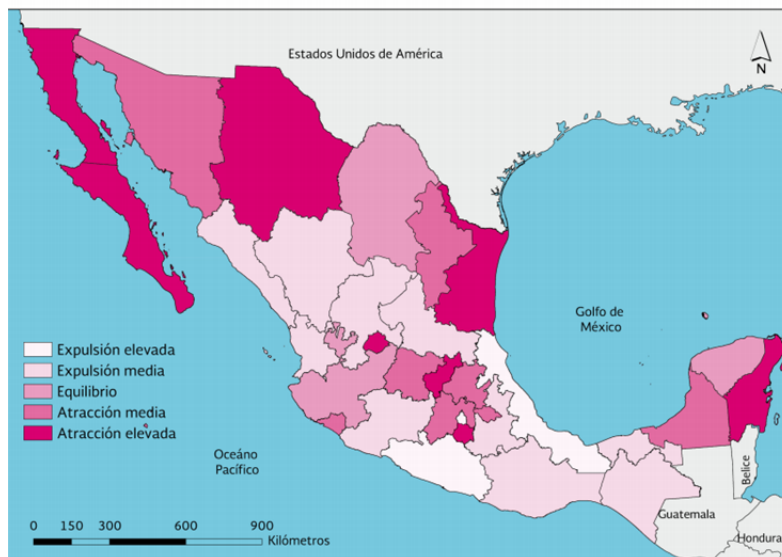 Estados Unidos de América
N
Golfo de
México
Expulsión elevada
Expulsión media
Equilibrio
Atracción media
Atracción elevada
Oceáno
Pacífico
Belice
Guatemala
Hondura
0 150 300 600 900
Kilómetros